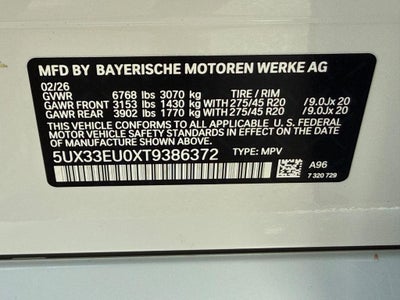 MFD BY BAYERISCHE MOTOREN WERKE AG
02/26
GVWR 6768 lbs 3070 kg TIRE / RIM
GAWR FRONT 3153 lbs 1430 kg WITH 275/45 R20 / 9.0Jx 20
GAWR REAR 3902 lbs 1770 kg WITH 275/45 R20 / 9.0Jx 20
THIS VEHICLE CONFORMS TO ALL APPLICABLE U. S. FEDERAL
MOTOR VEHICLE SAFETY STANDARDS IN EFFECT ON THE DATE
OF MANUFACTURE SHOWN ABOVE.
5UX33EU0XT9386372 TYPE: MPV
A96
7 320 729